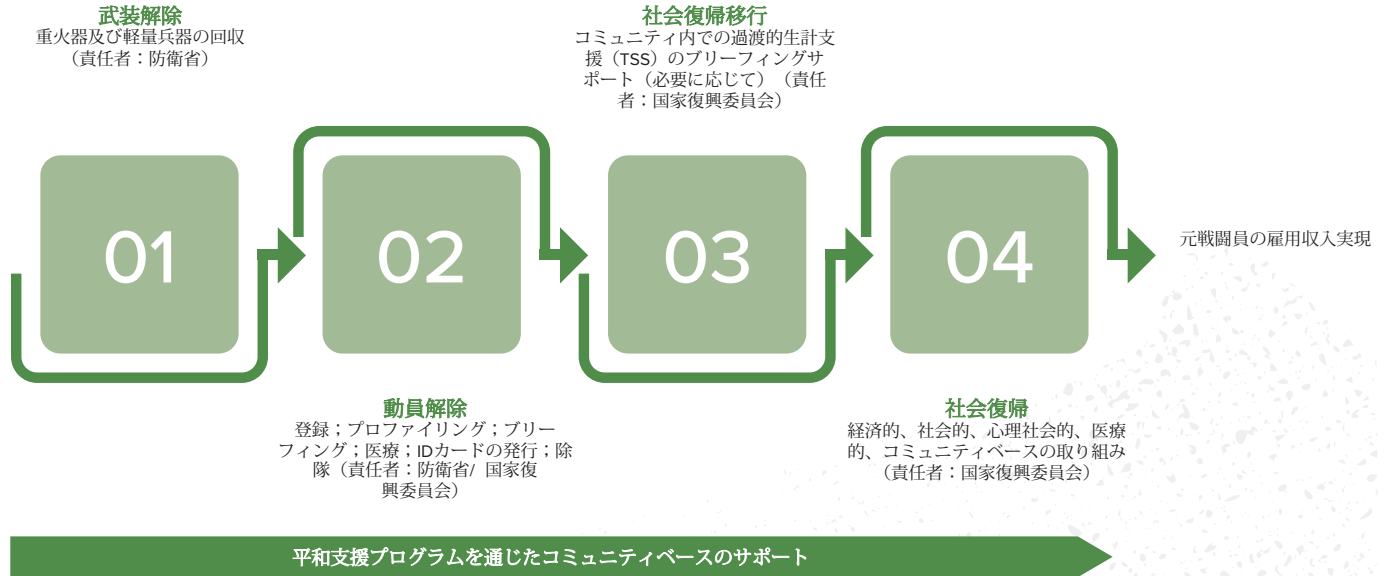 武装解除
重火器及び軽量兵器の回収
（責任者：防衛省）
社会復帰移行
コミュニティ内での過渡的生計支
援（TSS）のブリーフィングサ
ポート（必要に応じて）（責任
者：国家復興委員会）
01
02
03
04
元戦闘員の雇用収入実現
動員解除
登録；プロファイリング；ブリー
フィング；医療；IDカードの発行；除
隊（責任者：防衛省/ 国家復
興委員会）
社会復帰
経済的、社会的、心理社会的、医療
的、コミュニティベースの取り組み
（責任者：国家復興委員会）
平和支援プログラムを通じたコミュニティベースのサポート